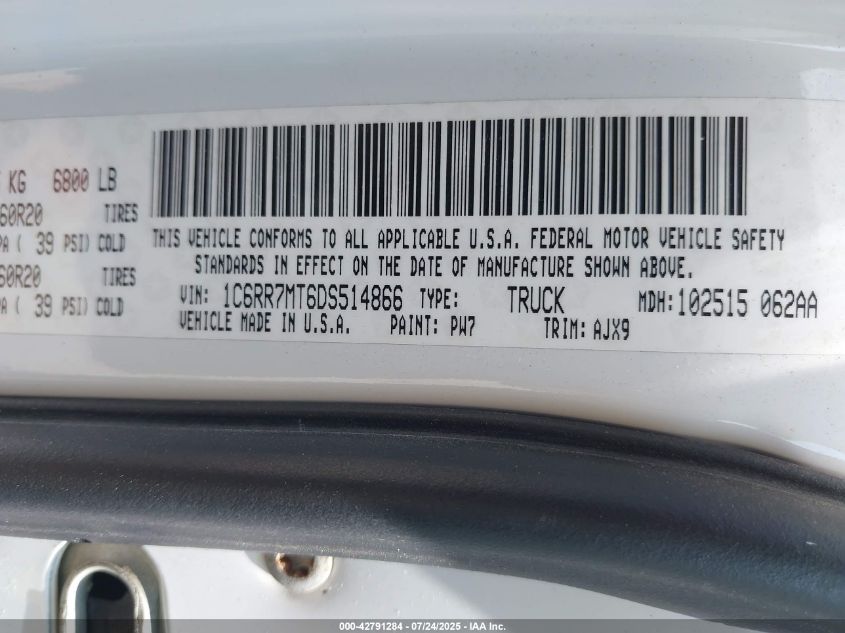 KG 6800 LB
60R20 TIRES
PA ( 39 PSI) COLD
60R20 TIRES
PA ( 39 PSI) COLD
THIS VEHICLE CONFORMS TO ALL APPLICABLE U.S.A. FEDERAL MOTOR VEHICLE SAFETY
STANDARDS IN EFFECT ON THE DATE OF MANUFACTURE SHOWN ABOVE.
VIN: 1C6RR7MT6DS514866 TYPE: TRUCK MDH: 102515 062AA
VEHICLE MADE IN U.S.A. PAINT: PW7 TRIM: AJX9
000-42791284 - 07/24/2025 - IAA Inc.